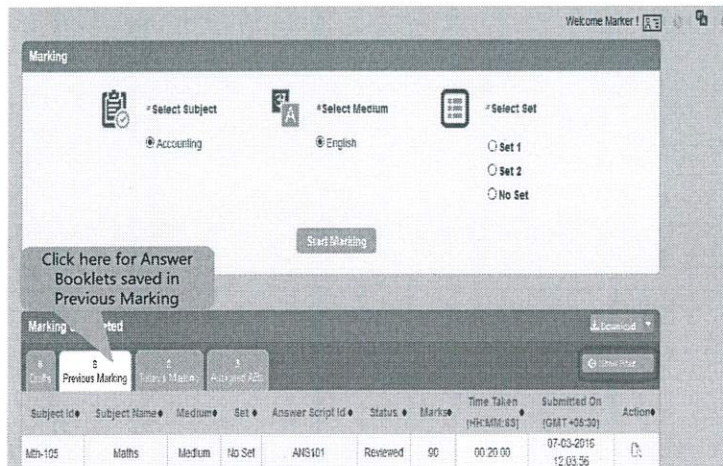 Welcome Marker !
Marking
*Select Subject
*Select Medium
*Select Set
Accounting
English
Set 1
Set 2
No Set
Start Marking
Click here for Answer
Booklets saved in
Previous Marking
Marking
Download
Previous Marking
Today's Marking
Subject Id
Subject Name
Medium
Set
Answer Script Id
Status
Marks
Time Taken
(HH:MM:SS)
Submitted On
(GMT +05:30)
Action
Mth-105
Maths
Medium
No Set
ANS101
Reviewed
90
00:20:00
07-03-2016
12:03:56